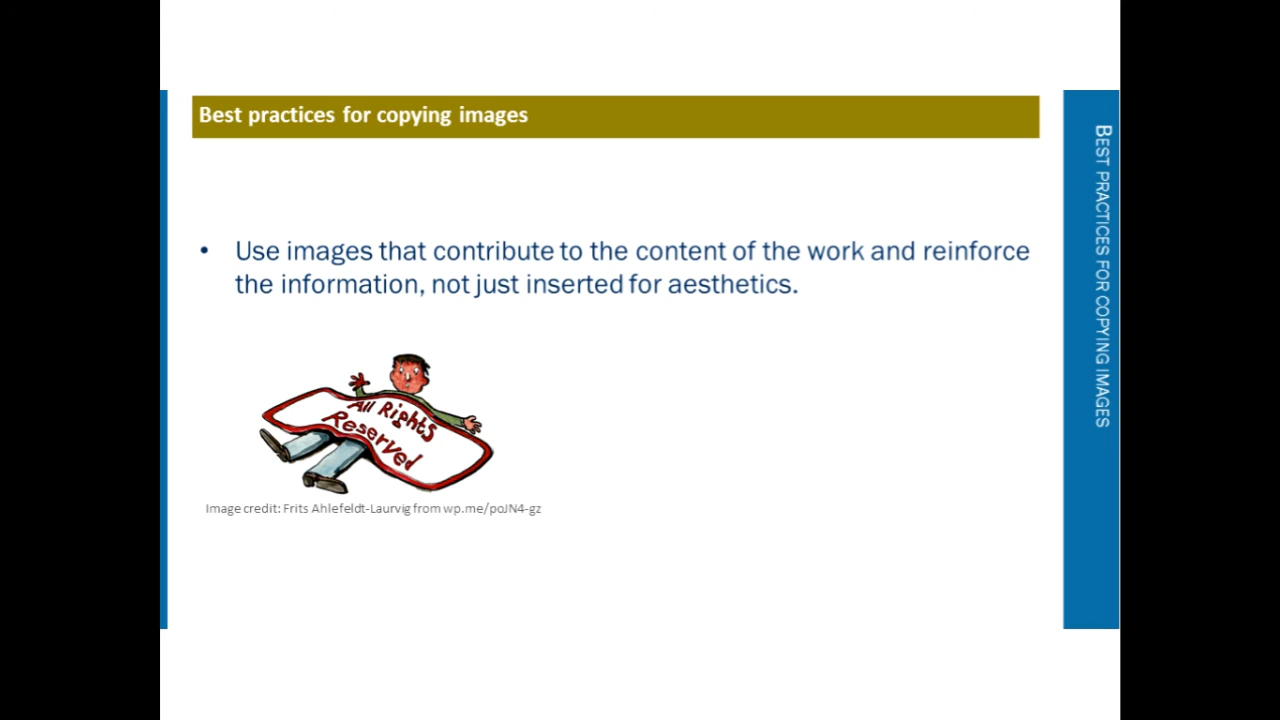 Best practices for copying images
• Use images that contribute to the content of the work and reinforce
the information, not just inserted for aesthetics.
All Rights
Reserved
Image credit: Frits Ahlefeldt-Laurvig from wp.me/poJN4-gz
BEST PRACTICES FOR COPYING IMAGES